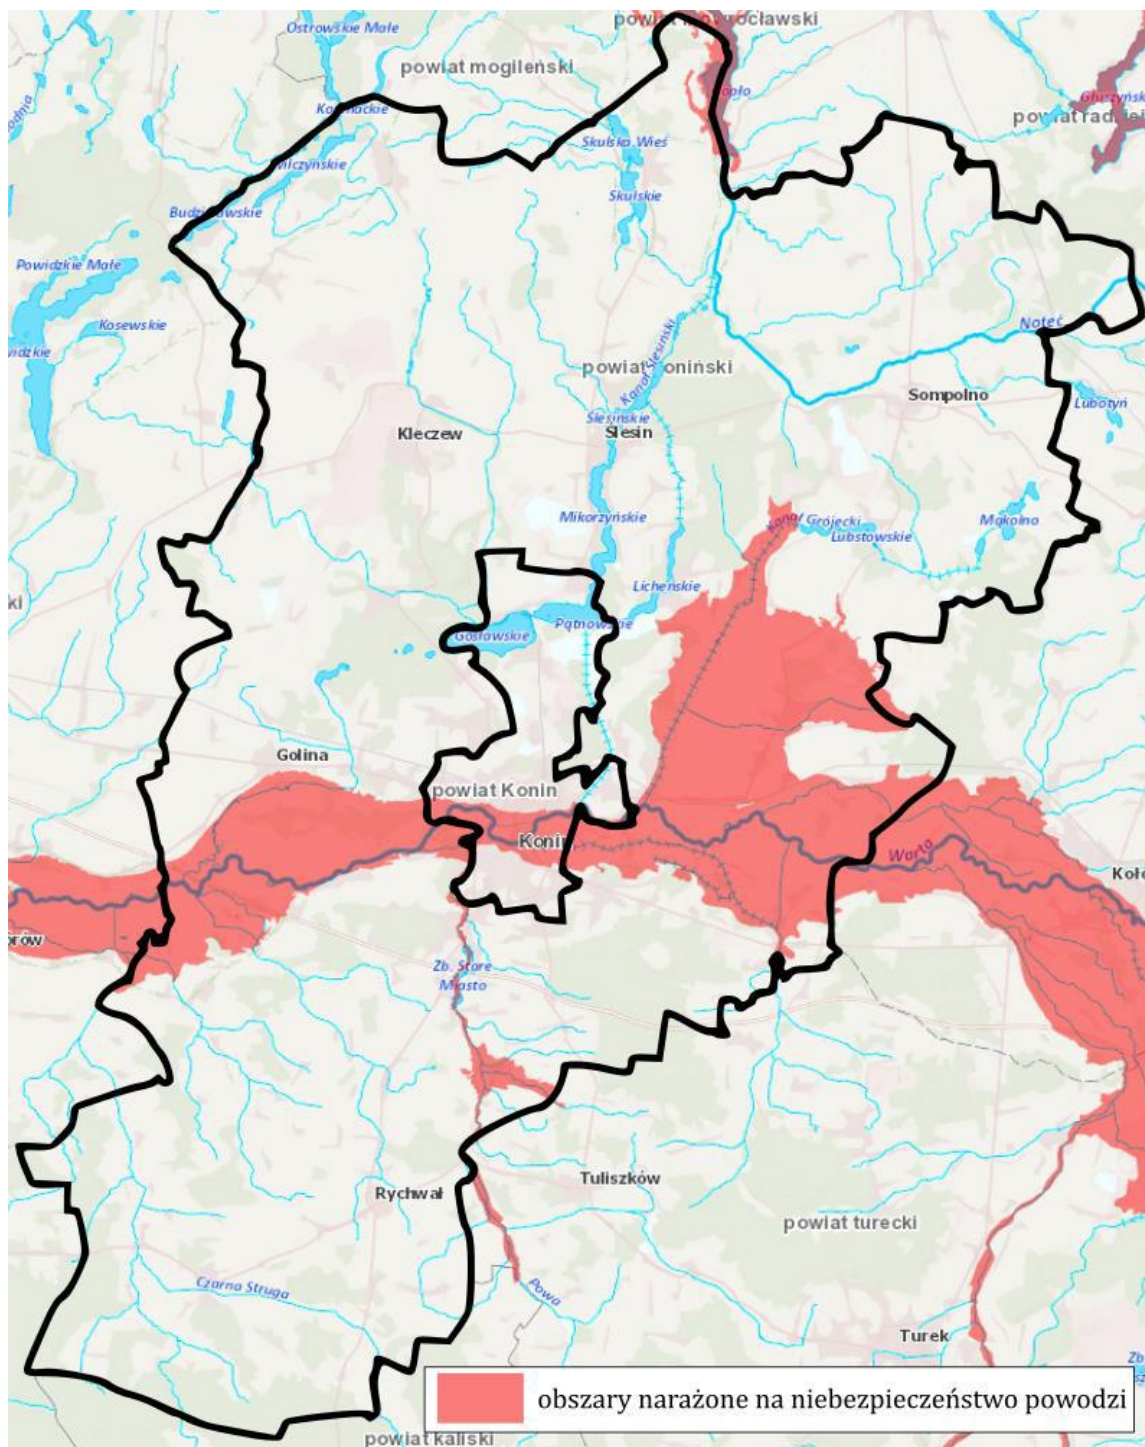 Ostrowskie Małe
powiat mogileński
Skulska Wieś
Skulskie
Powidzkie Małe
Kosewskie
Noteć
powiat koniński
Kanał Ślesiński
Sompolno
Lubotyń
Ślesińskie
Ślesin
Kleczew
Mikorzyńskie
Kanał Grójecki
Lubstowskie
Mąkolno
Licheńskie
Pątnowskie
Gosławskie
Golina
powiat Konin
Konin
Warta
Zb. Stare
Miasto
Tuliszków
Rychwał
powiat turecki
Czarna Struga
Powa
Turek
Zb.
obszary narażone na niebezpieczeństwo powodzi
powiat kaliski